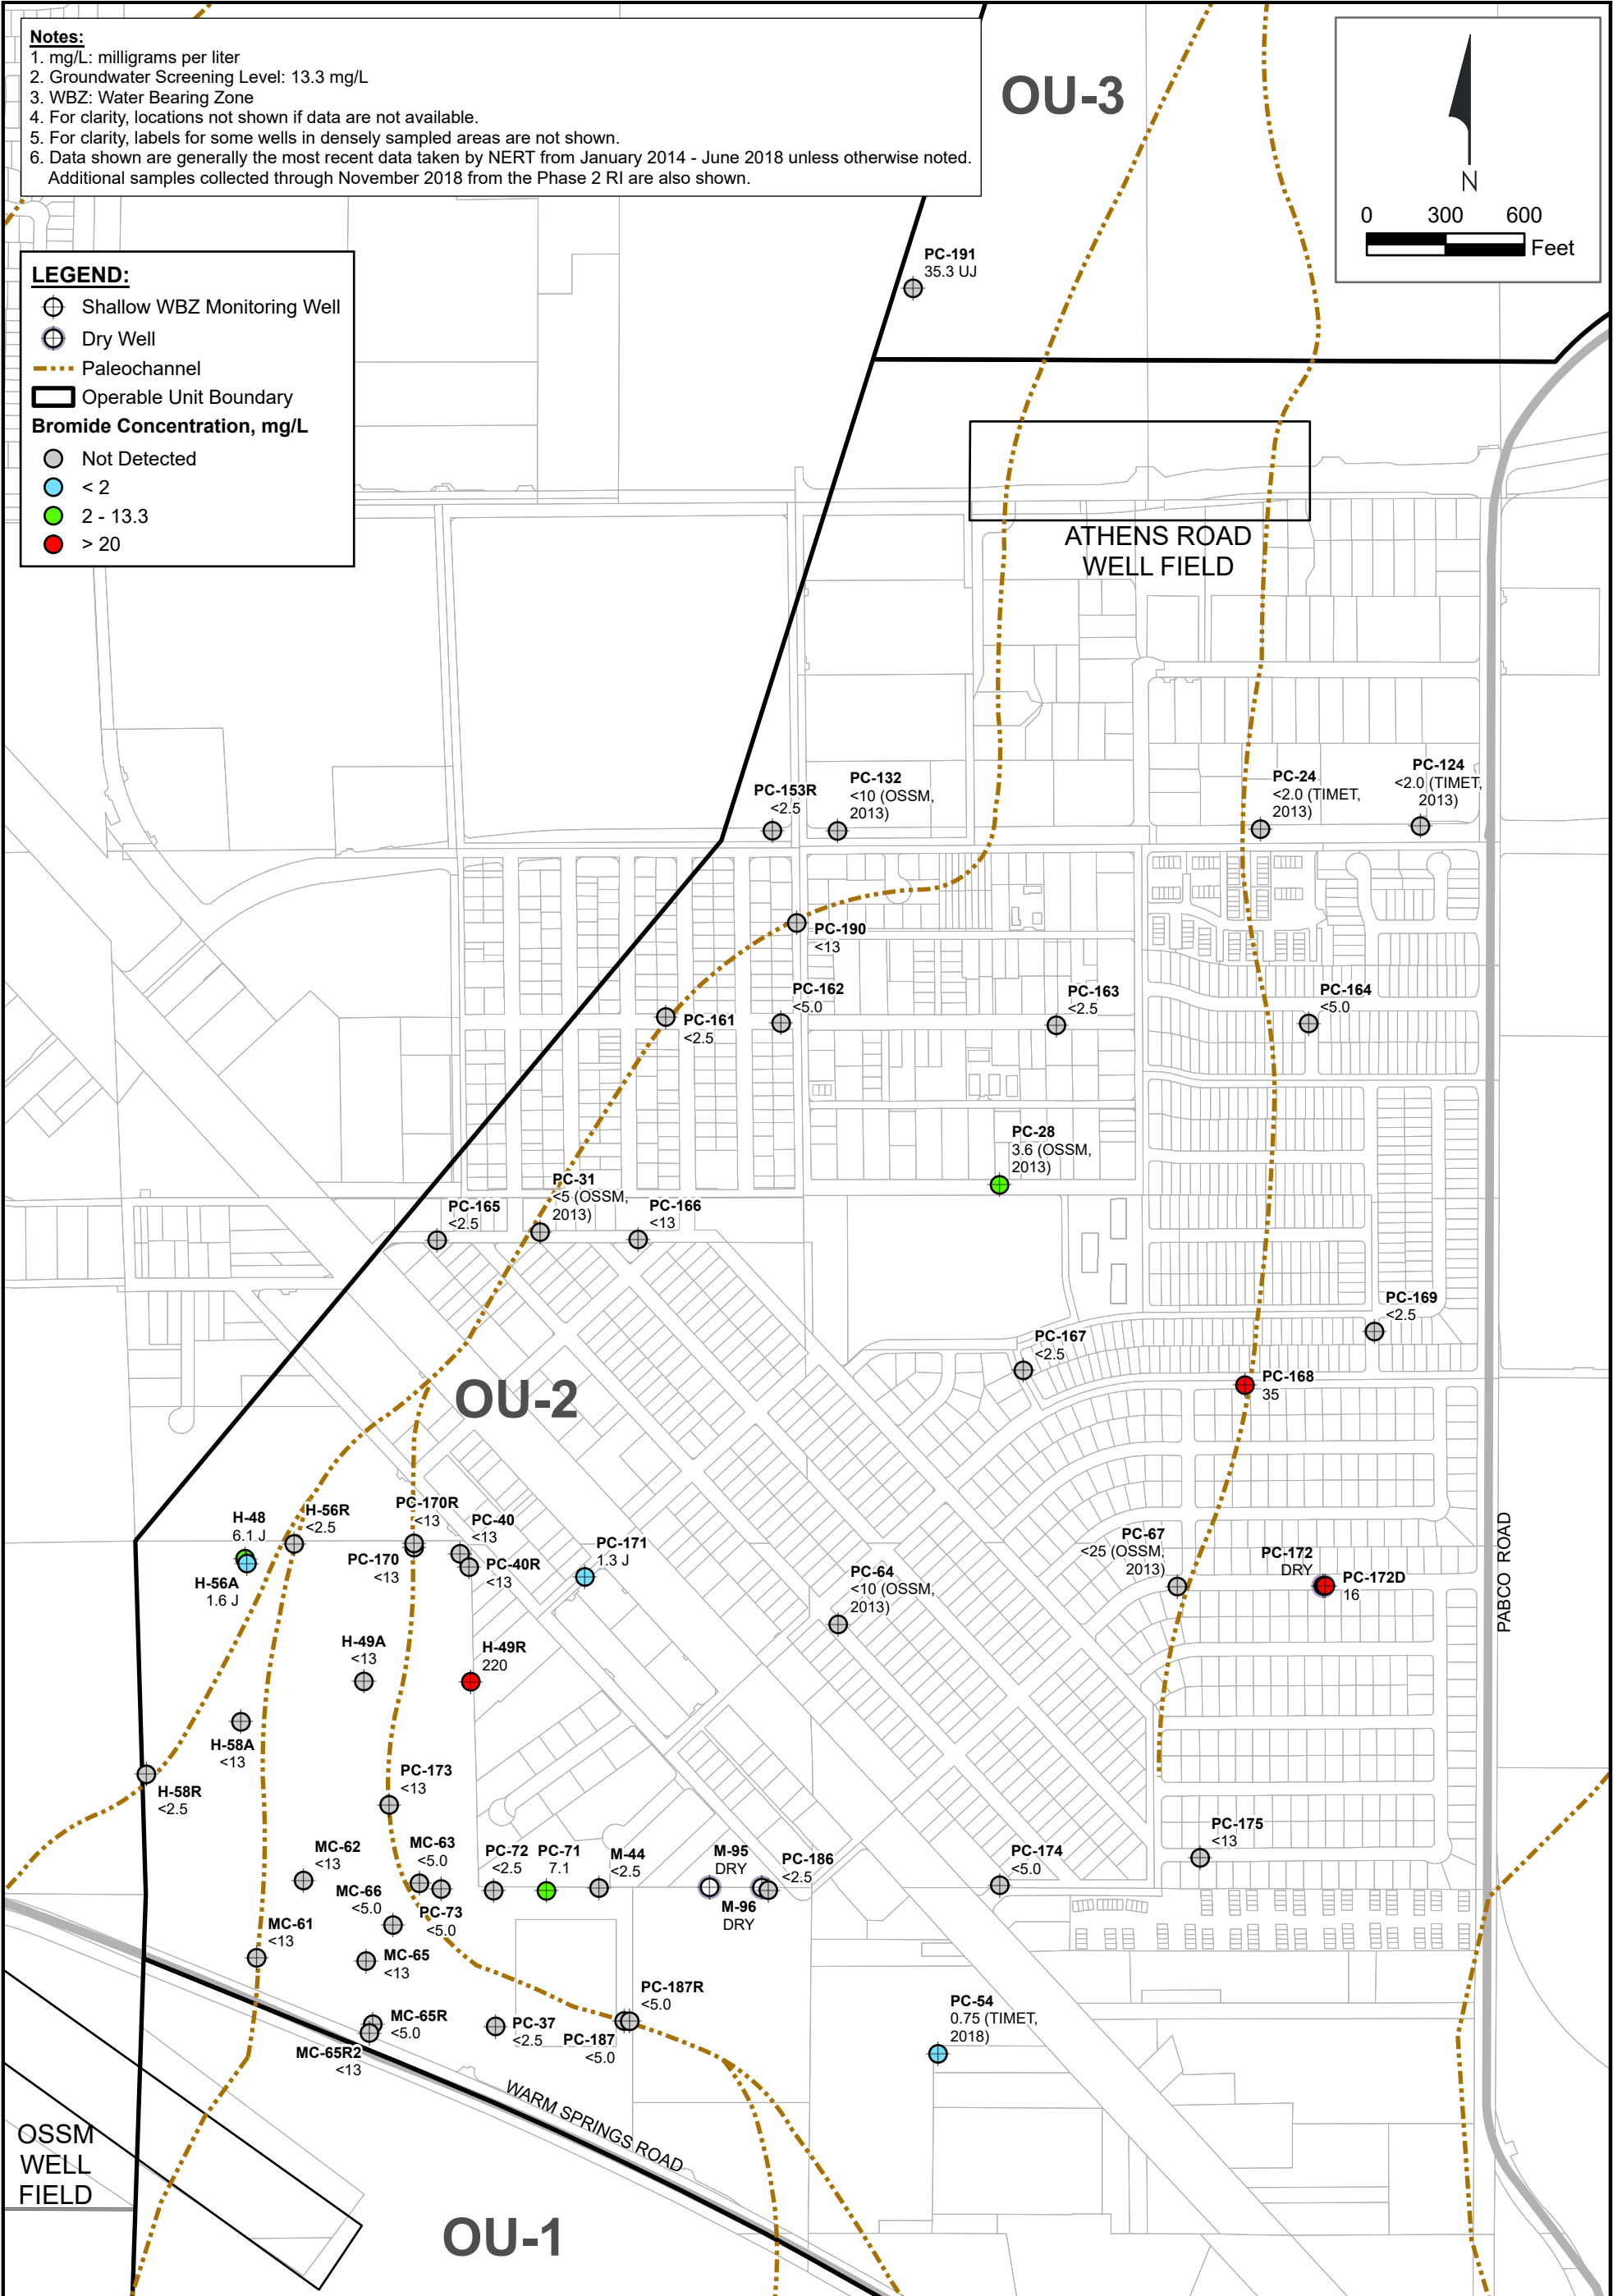 Notes:
1. mg/L: milligrams per liter
2. Groundwater Screening Level: 13.3 mg/L
3. WBZ: Water Bearing Zone
4. For clarity, locations not shown if data are not available.
5. For clarity, labels for some wells in densely sampled areas are not shown.
6. Data shown are generally the most recent data taken by NERT from January 2014 - June 2018 unless otherwise noted.
Additional samples collected through November 2018 from the Phase 2 RI are also shown.
OU-3
N
0 300 600
Feet
LEGEND:
Shallow WBZ Monitoring Well
Dry Well
Paleochannel
Operable Unit Boundary
Bromide Concentration, mg/L
Not Detected
< 2
2 - 13.3
> 20
PC-191
35.3 UJ
ATHENS ROAD
WELL FIELD
PC-153R
<2.5
PC-132
<10 (OSSM,
2013)
PC-24
<2.0 (TIMET,
2013)
PC-124
<2.0 (TIMET,
2013)
PC-190
<13
PC-161
<2.5
PC-162
<5.0
PC-163
<2.5
PC-164
<5.0
PC-28
3.6 (OSSM,
2013)
PC-165
<2.5
PC-31
<5 (OSSM,
2013)
PC-166
<13
PC-169
<2.5
PC-167
<2.5
PC-168
35
OU-2
H-48
6.1 J
H-56R
<2.5
H-56A
1.6 J
PC-170R
<13
PC-170
<13
PC-40
<13
PC-40R
<13
PC-171
1.3 J
PC-64
<10 (OSSM,
2013)
PC-67
<25 (OSSM,
2013)
PC-172
DRY
PC-172D
16
PABCO ROAD
H-49A
<13
H-49R
220
H-58A
<13
H-58R
<2.5
PC-173
<13
MC-62
<13
MC-63
<5.0
PC-72
<2.5
PC-71
7.1
M-44
<2.5
M-95
DRY
PC-186
<2.5
M-96
DRY
PC-174
<5.0
PC-175
<13
MC-66
<5.0
PC-73
<5.0
MC-61
<13
MC-65
<13
MC-65R
<5.0
MC-65R2
<13
PC-37
<2.5
PC-187R
<5.0
PC-187
<5.0
PC-54
0.75 (TIMET,
2018)
WARM SPRINGS ROAD
OSSM
WELL
FIELD
OU-1